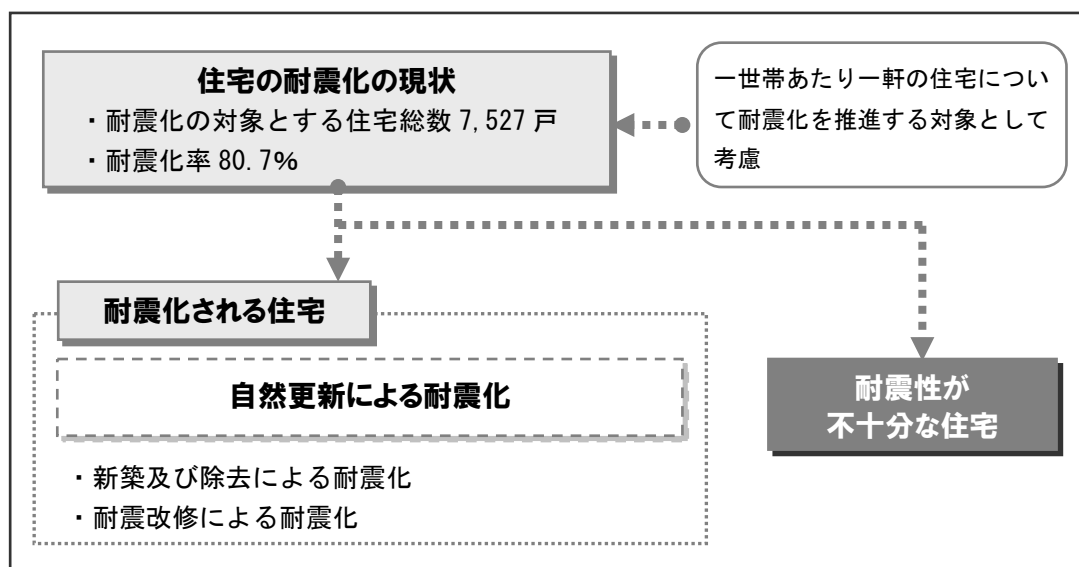 住宅の耐震化の現状
・耐震化の対象とする住宅総数 7,527 戸
・耐震化率 80.7%
一世帯あたり一軒の住宅につい
て耐震化を推進する対象として
考慮
耐震化される住宅
自然更新による耐震化
・新築及び除去による耐震化
・耐震改修による耐震化
耐震性が
不十分な住宅